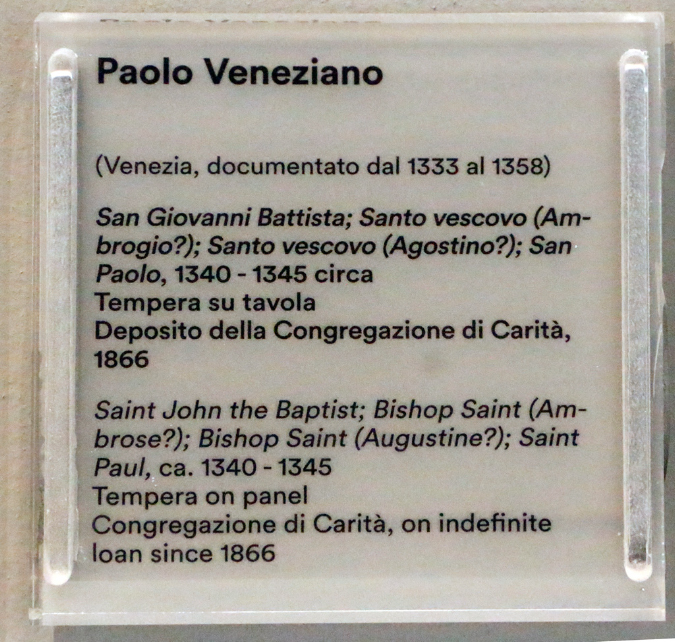 Paolo Veneziano
(Venezia, documentato dal 1333 al 1358)
San Giovanni Battista; Santo vescovo (Am-
brogio?); Santo vescovo (Agostino?); San
Paolo, 1340 - 1345 circa
Tempera su tavola
Deposito della Congregazione di Carità,
1866
Saint John the Baptist; Bishop Saint (Am-
brose?); Bishop Saint (Augustine?); Saint
Paul, ca. 1340 - 1345
Tempera on panel
Congregazione di Carità, on indefinite
loan since 1866